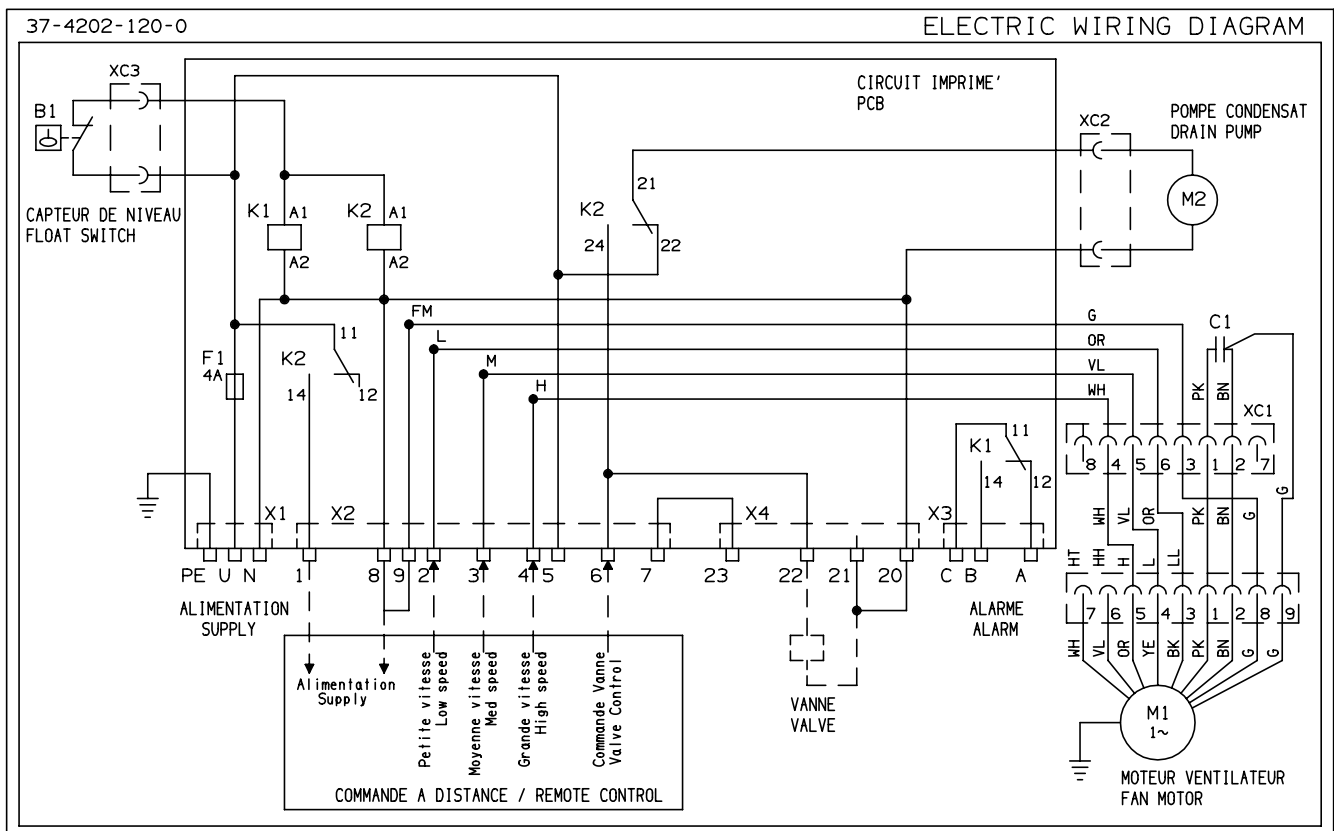 37-4202-120-0
ELECTRIC WIRING DIAGRAM
XC3
B1
CAPTEUR DE NIVEAU
FLOAT SWITCH
CIRCUIT IMPRIME'
PCB
POMPE CONDENSAT
DRAIN PUMP
XC2
M2
K1
A1
A2
K2
A1
A2
K2
21
24
22
FM
L
M
H
G
OR
VL
WH
F1
4A
K2
11
14
12
C1
PK
BN
XC1
8 4 5 6 3 1 2 7
K1
11
14
12
X1
X2
X4
X3
PE U N 1 8 9 2 3 4 5 6 7 23 22 21 20 C B A
WH VL OR PK BN G G
HT HH H L LL
7 6 5 4 3 1 2 8 9
WH VL OR YE BK PK BN G G
ALIMENTATION
SUPPLY
ALARME
ALARM
Alimentation
Supply
Petite vitesse
Low speed
Moyenne vitesse
Med speed
Grande vitesse
High speed
Commande Vanne
Valve Control
VANNE
VALVE
COMMANDE A DISTANCE / REMOTE CONTROL
M1
1~
MOTEUR VENTILATEUR
FAN MOTOR